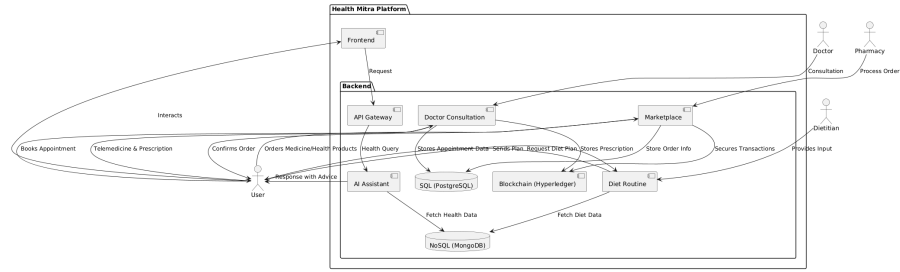 Health Mitra Platform
Frontend
Doctor
Pharmacy
Request
Consultation
Process Order
Backend
Interacts
API Gateway
Doctor Consultation
Marketplace
Dietitian
Books Appointment
Telemedicine & Prescription
Confirms Order
Orders Medicine/Health Products
Health Query
Stores Appointment Data
Sends Plan
Request Diet Plan
Stores Prescription
Store Order Info
Secures Transactions
Provides Input
User
Response with Advice
AI Assistant
SQL (PostgreSQL)
Blockchain (Hyperledger)
Diet Routine
Fetch Health Data
Fetch Diet Data
NoSQL (MongoDB)